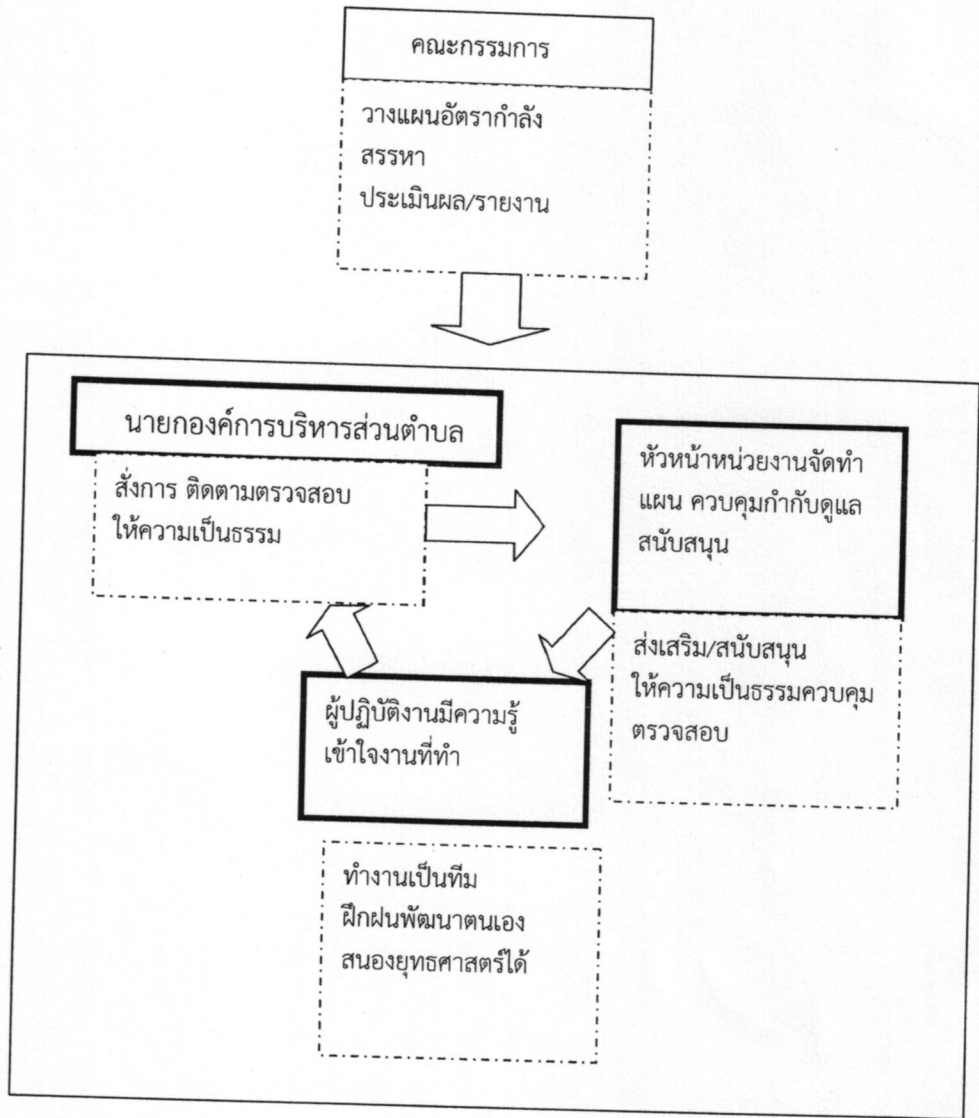 คณะกรรมการ
วางแผนอัตรากำลัง
สรรหา
ประเมินผล/รายงาน
นายกองค์การบริหารส่วนตำบล
สั่งการ ติดตามตรวจสอบ
ให้ความเป็นธรรม
หัวหน้าหน่วยงานจัดทำ
แผน ควบคุมกำกับดูแล
สนับสนุน
ส่งเสริม/สนับสนุน
ให้ความเป็นธรรมควบคุม
ตรวจสอบ
ผู้ปฏิบัติงานมีความรู้
เข้าใจงานที่ทำ
ทำงานเป็นทีม
ฝึกฝนพัฒนาตนเอง
สนองยุทธศาสตร์ได้